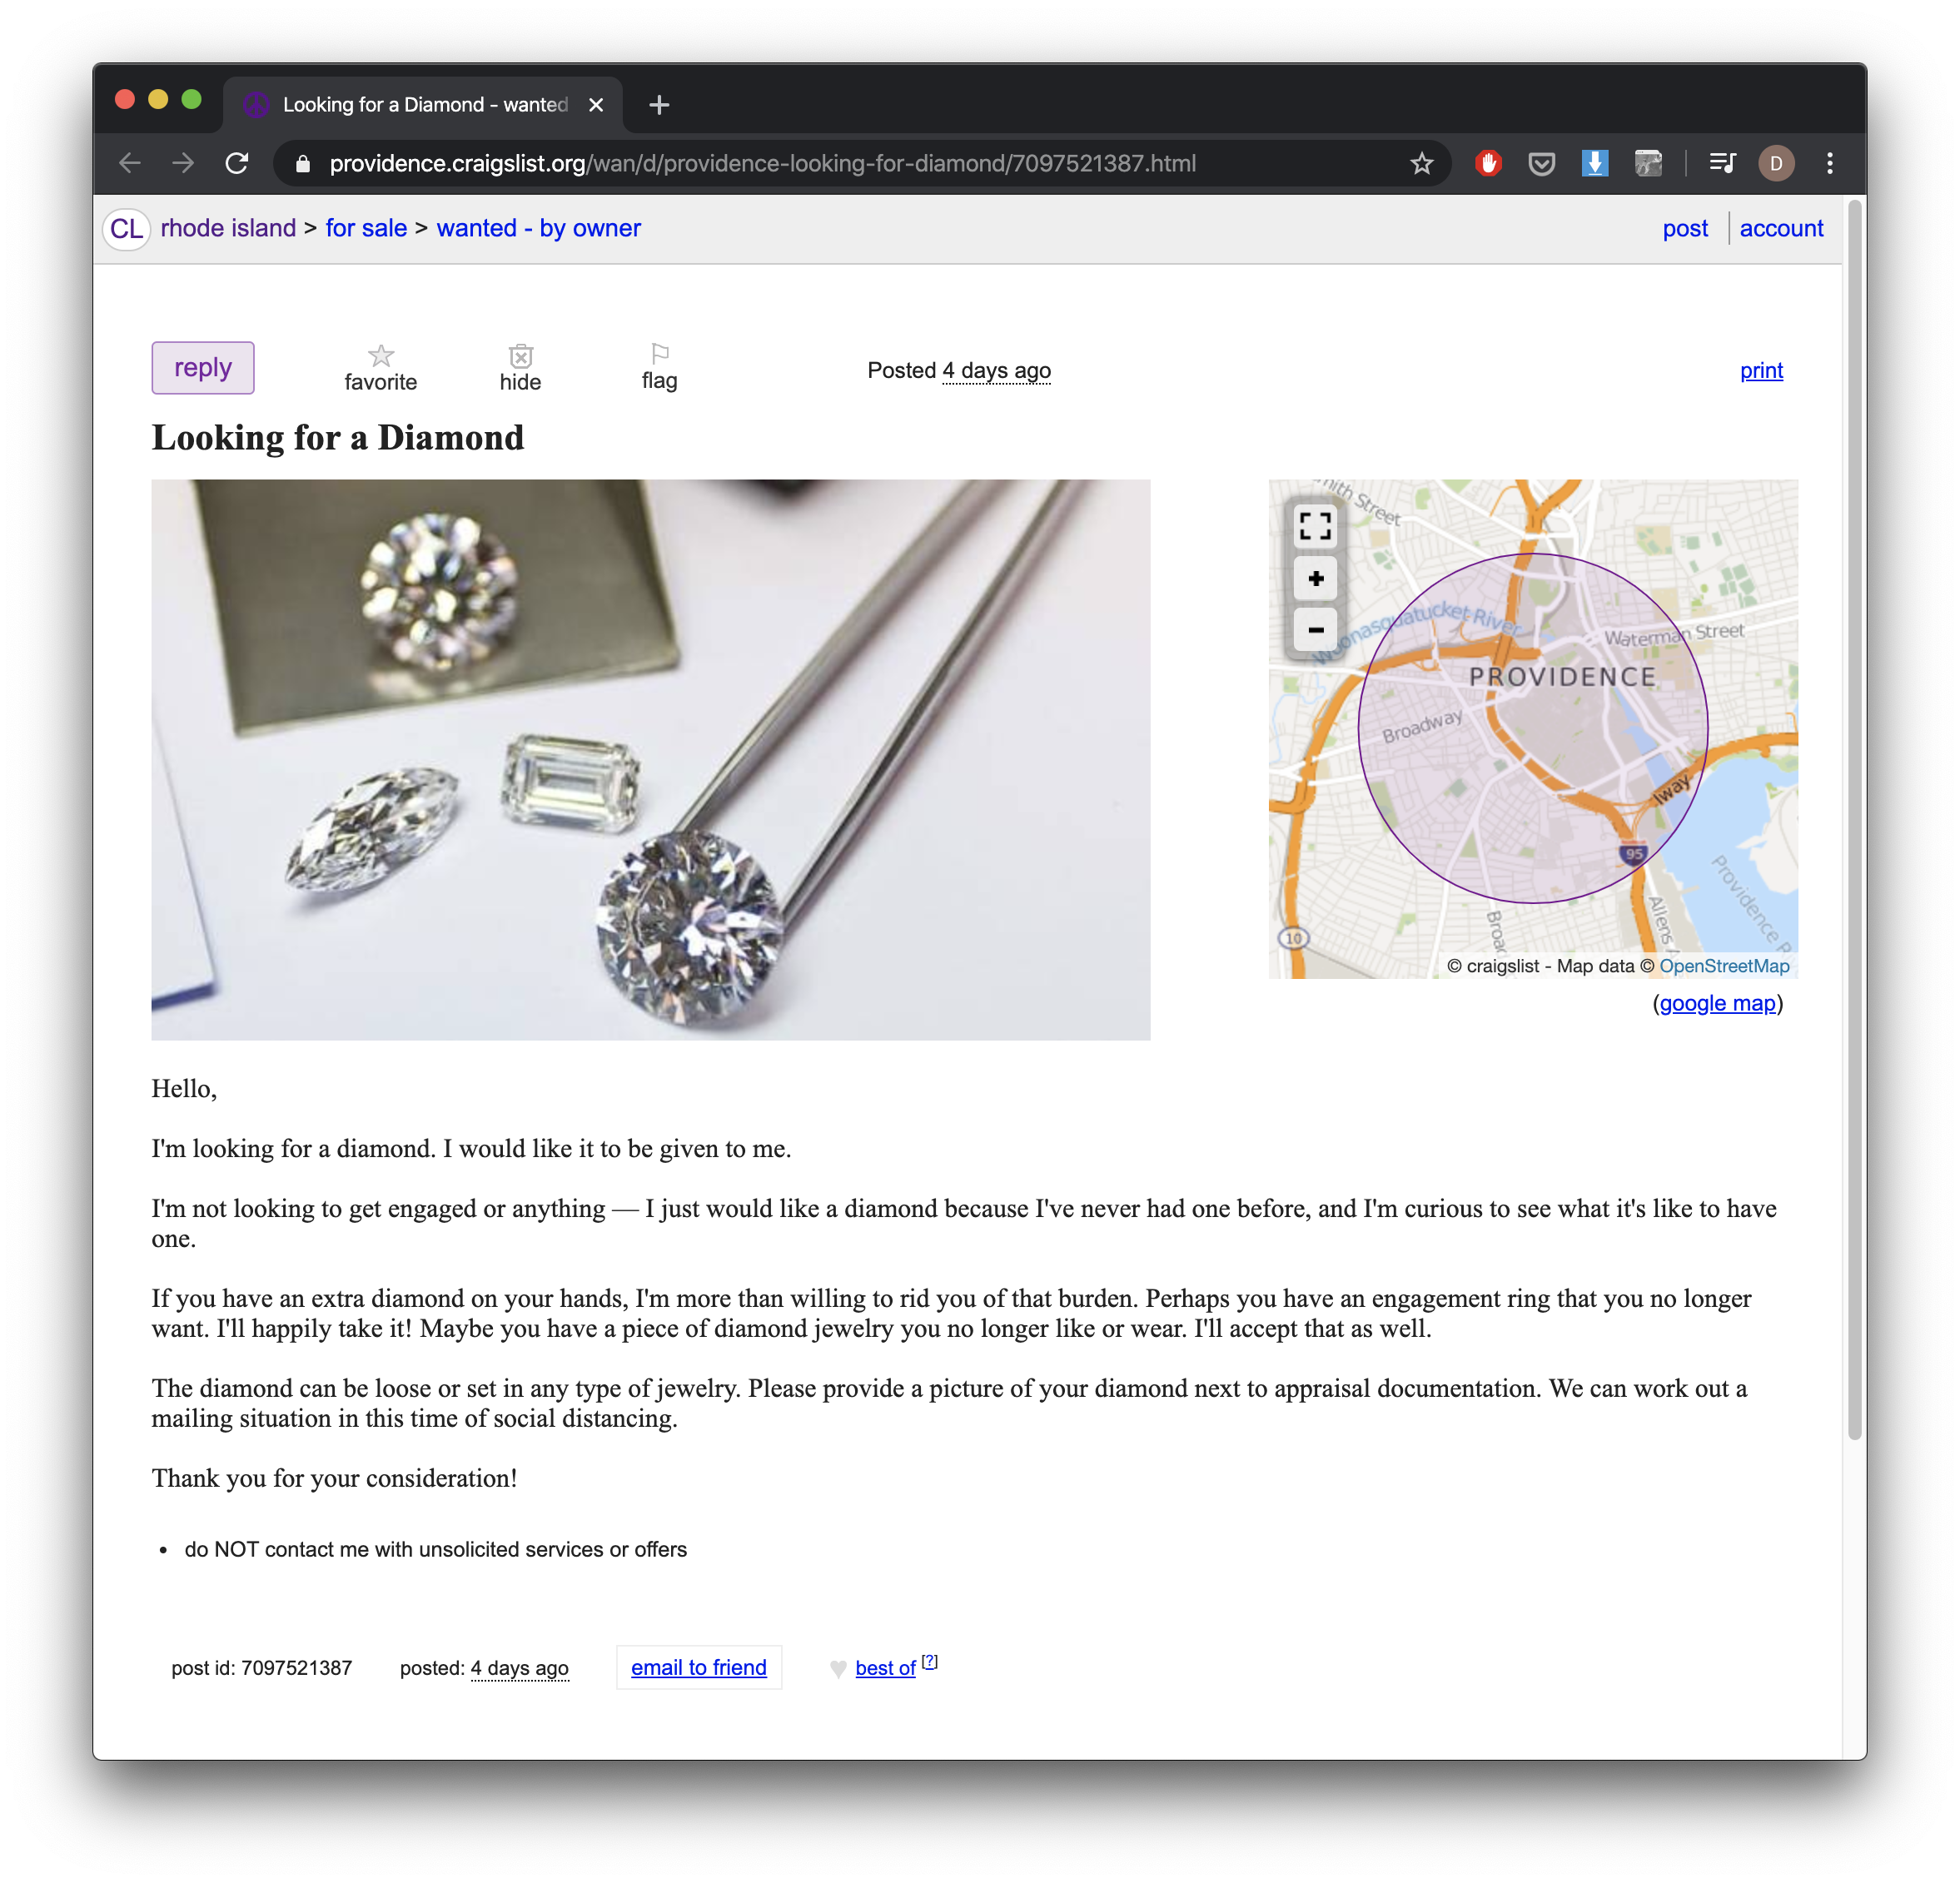 Looking for a Diamond - wanted
providence.craigslist.org/wan/d/providence-looking-for-diamond/7097521387.html
D
CL rhode island > for sale > wanted - by owner
post account
reply
favorite
hide
flag
Posted 4 days ago
print
Looking for a Diamond
mith Street
Woonasquatucket River
Waterman Street
PROVIDENCE
Broadway
Iway
95
Broad
Allens A
Providence R
10
© craigslist - Map data © OpenStreetMap
(google map)
Hello,
I'm looking for a diamond. I would like it to be given to me.
I'm not looking to get engaged or anything — I just would like a diamond because I've never had one before, and I'm curious to see what it's like to have
one.
If you have an extra diamond on your hands, I'm more than willing to rid you of that burden. Perhaps you have an engagement ring that you no longer
want. I'll happily take it! Maybe you have a piece of diamond jewelry you no longer like or wear. I'll accept that as well.
The diamond can be loose or set in any type of jewelry. Please provide a picture of your diamond next to appraisal documentation. We can work out a
mailing situation in this time of social distancing.
Thank you for your consideration!
• do NOT contact me with unsolicited services or offers
post id: 7097521387 posted: 4 days ago email to friend ♥ best of [?]